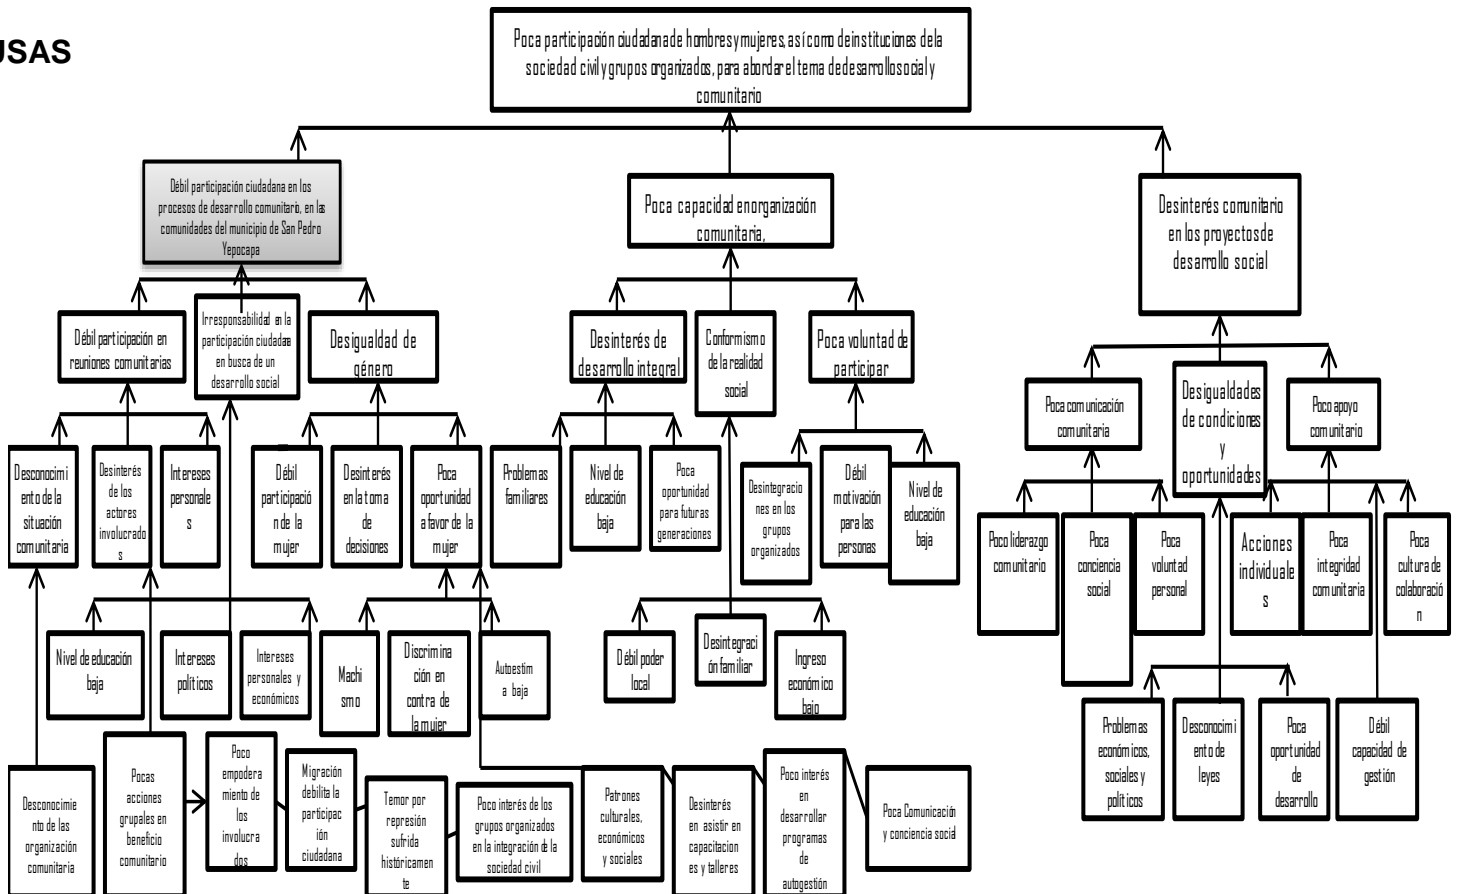 USAS
Poca participación ciudadana de hombres y mujeres, así como de instituciones de la
sociedad civil y grupos organizados, para abordar el tema de desarrollo social y
comunitario
Débil participación ciudadana en los
procesos de desarrollo comunitario, en las
comunidades del municipio de San Pedro
Yepocapa
Poca capacidad en organización
comunitaria,
Desinterés comunitario
en los proyectos de
desarrollo social
Débil participación en
reuniones comunitarias
Irresponsabilidad en la
participación ciudadana
en busca de un
desarrollo social
Desigualdad de
género
Desinterés de
desarrollo integral
Conformismo
de la realidad
social
Poca voluntad de
participar
Poca comunicación
comunitaria
Desigualdades
de condiciones
y
oportunidades
Poco apoyo
comunitario
Desconocimi
ento de la
situación
comunitaria
Desinterés
de los
actores
involucrado
s
Intereses
personale
s
Débil
participació
n de la
mujer
Desinterés
en la toma
de
decisiones
Poca
oportunidad
a favor de la
mujer
Problemas
familiares
Nivel de
educación
baja
Poca
oportunidad
para futuras
generaciones
Desintegracio
nes en los
grupos
organizados
Débil
motivación
para las
personas
Nivel de
educación
baja
Poco liderazgo
comunitario
Poca
conciencia
social
Poca
voluntad
personal
Acciones
individuale
s
Poca
integridad
comunitaria
Poca
cultura de
colaboració
n
Nivel de educación
baja
Intereses
políticos
Intereses
personales y
económicos
Machi
smo
Discrimina
ción en
contra de
la mujer
Autoestim
a baja
Débil poder
local
Desintegraci
ón familiar
Ingreso
económico
bajo
Problemas
económicos,
sociales y
políticos
Desconocimi
ento de
leyes
Poca
oportunidad
de
desarrollo
Débil
capacidad de
gestión
Desconocimie
nto de las
organización
comunitaria
Pocas
acciones
grupales en
beneficio
comunitario
Poco
empodera
miento de
los
involucra
dos
Migración
debilita la
participac
ión
ciudadana
Temor por
represión
sufrida
históricame
nte
Poco interés de los
grupos organizados
en la integración de la
sociedad civil
Patrones
culturales,
económicos
y sociales
Desinterés
en asistir en
capacitacion
es y talleres
Poco interés
en
desarrollar
programas
de
autogestión
Poca Comunicación
y conciencia social